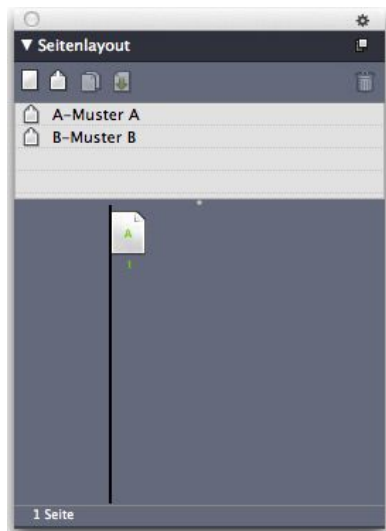 Seitenlayout
A-Muster A
B-Muster B
A
1
1 Seite